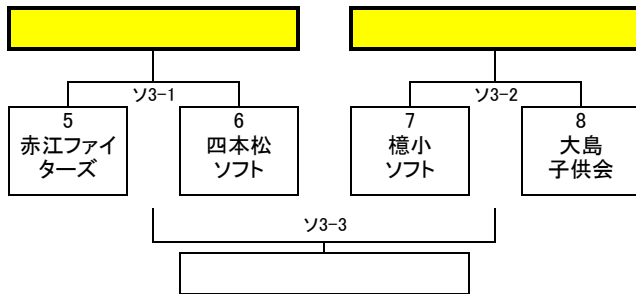 ソ3-1
ソ3-2
5
赤江ファイ
ターズ
6
四本松
ソフト
7
檍小
ソフト
8
大島
子供会
ソ3-3